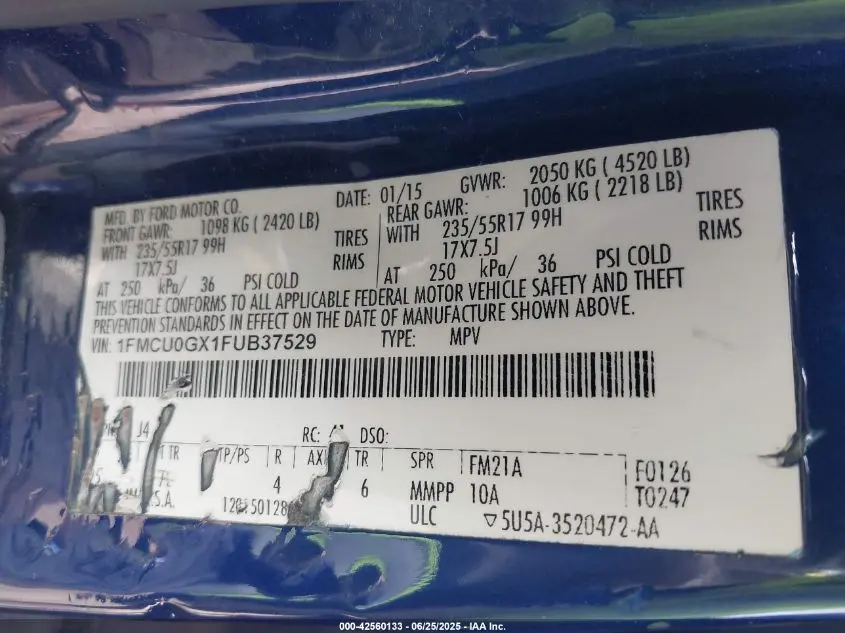 MFD. BY FORD MOTOR CO.
DATE: 01/15 GVWR: 2050 KG ( 4520 LB)
FRONT GAWR: 1098 KG ( 2420 LB)
WITH 235/55R17 99H TIRES
17X7.5J RIMS
AT 250 kPa/ 36 PSI COLD
REAR GAWR: 1006 KG ( 2218 LB)
WITH 235/55R17 99H TIRES
17X7.5J RIMS
AT 250 kPa/ 36 PSI COLD
THIS VEHICLE CONFORMS TO ALL APPLICABLE FEDERAL MOTOR VEHICLE SAFETY AND THEFT
PREVENTION STANDARDS IN EFFECT ON THE DATE OF MANUFACTURE SHOWN ABOVE.
VIN: 1FMCU0GX1FUB37529 TYPE: MPV
J4 RC: DSO:
TR TP/PS R TR SPR FM21A F0126
4 6 MMPP 10A T0247
ULC ▽5U5A-3520472-AA
000-42560133 - 06/25/2025 - IAA Inc.